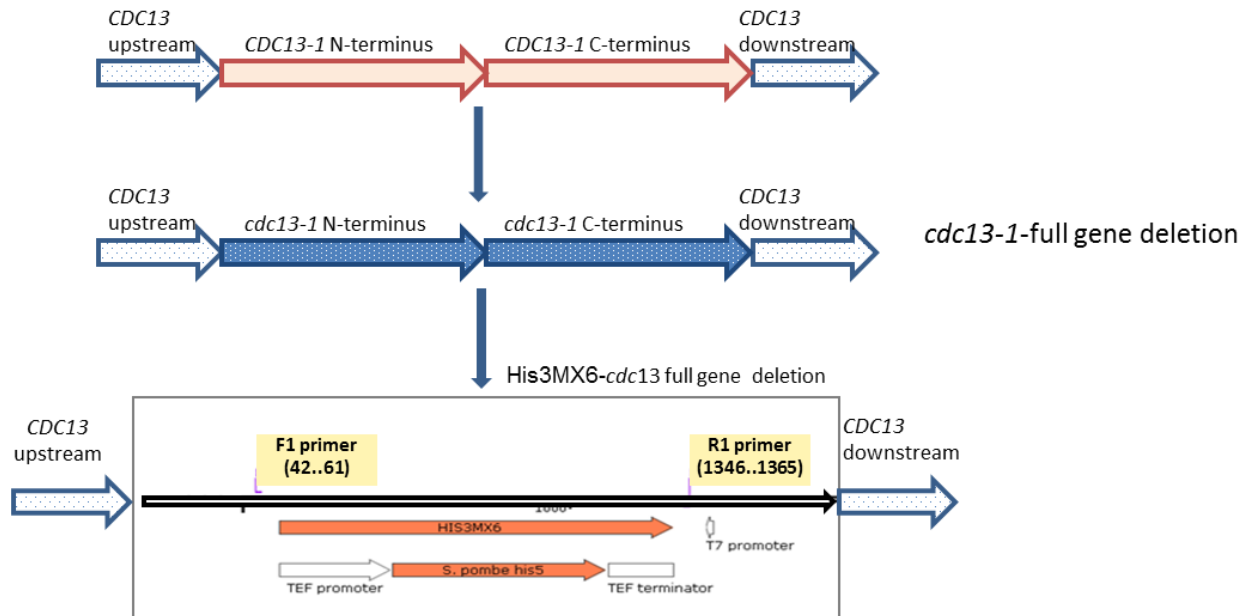 CDC13
upstream
CDC13-1 N-terminus
CDC13-1 C-terminus
CDC13
downstream
CDC13
upstream
cdc13-1 N-terminus
cdc13-1 C-terminus
CDC13
downstream
cdc13-1-full gene deletion
His3MX6-cdc13 full gene deletion
CDC13
upstream
F1 primer
(42..61)
R1 primer
(1346..1365)
CDC13
downstream
HIS3MX6
T7 promoter
TEF promoter
S. pombe his5
TEF terminator